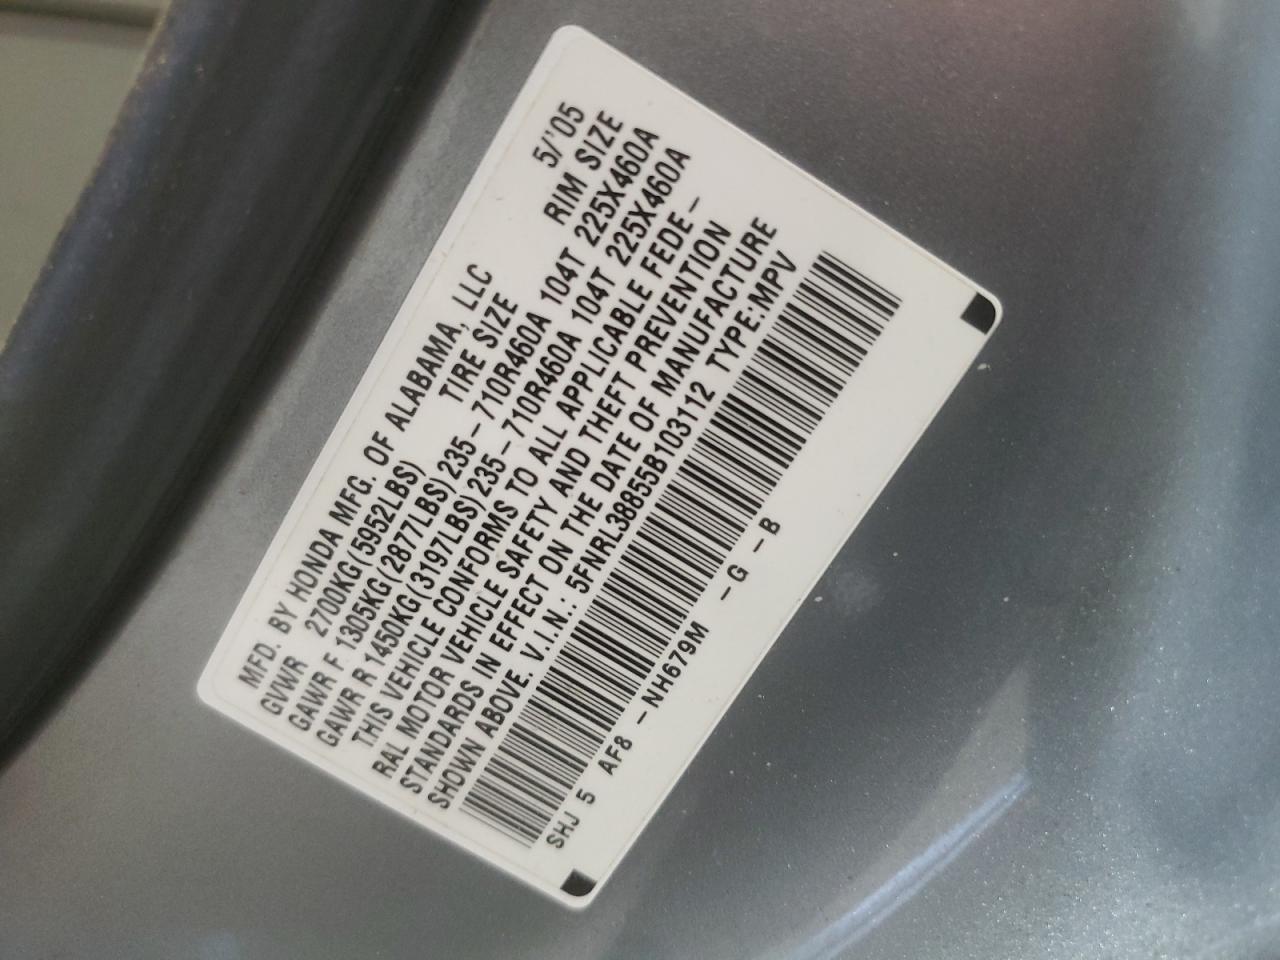 MFD. BY HONDA MFG. OF ALABAMA, LLC 5/'05
GVWR 2700KG(5952LBS) TIRE SIZE RIM SIZE
GAWR F 1305KG(2877LBS)235-710R460A 104T 225X460A
GAWR R 1450KG(3197LBS)235-710R460A 104T 225X460A
THIS VEHICLE CONFORMS TO ALL APPLICABLE FEDE-
RAL MOTOR VEHICLE SAFETY AND THEFT PREVENTION
STANDARDS IN EFFECT ON THE DATE OF MANUFACTURE
SHOWN ABOVE. V.I.N.: 5FNRL38855B103112 TYPE:MPV
SHJ 5 AF8 -NH679M -G-B